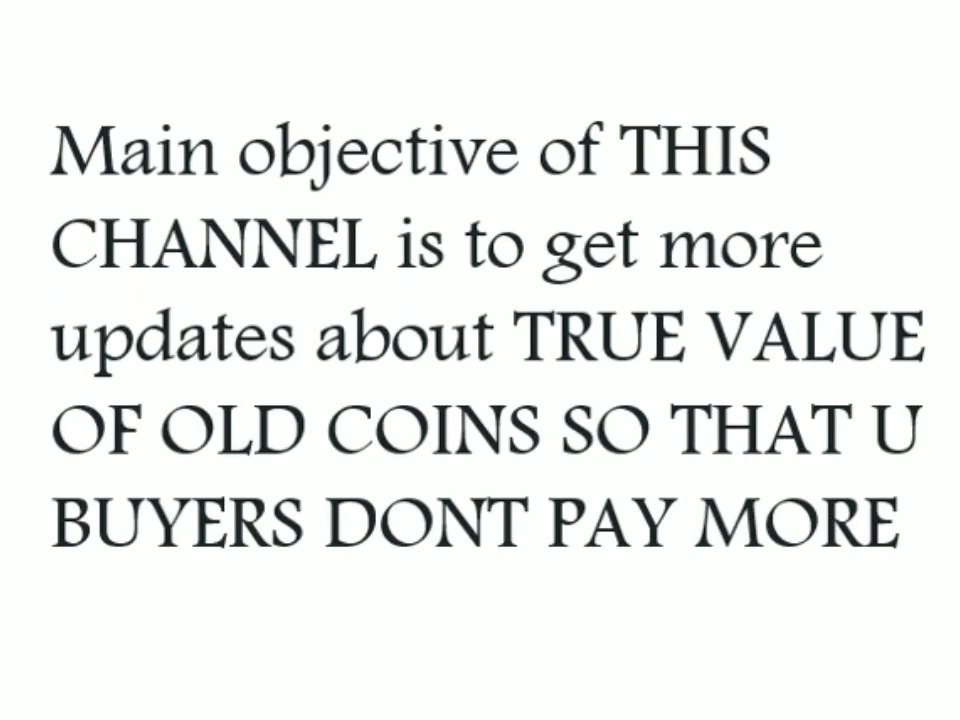 Main objective of THIS
CHANNEL is to get more
updates about TRUE VALUE
OF OLD COINS SO THAT U
BUYERS DONT PAY MORE